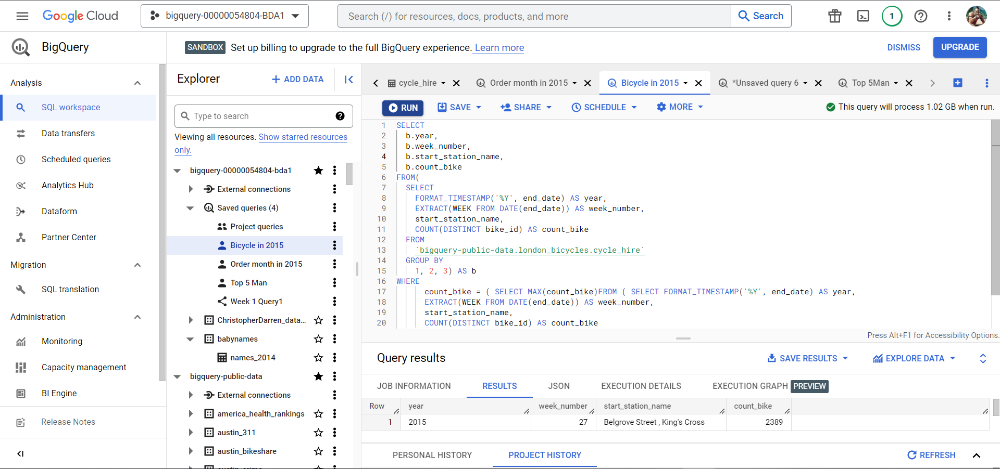 Google Cloud
bigquery-00000054804-BDA1
Search (/) for resources, docs, products, and more
Search
1
BigQuery
SANDBOX Set up billing to upgrade to the full BigQuery experience. Learn more
DISMISS
UPGRADE
Analysis
SQL workspace
Data transfers
Scheduled queries
Analytics Hub
Dataform
Partner Center
Migration
SQL translation
Administration
Monitoring
Capacity management
BI Engine
Release Notes
Explorer
+ ADD DATA
Type to search
Viewing all resources. Show starred resources
only.
bigquery-00000054804-bda1
External connections
Saved queries (4)
Project queries
Bicycle in 2015
Order month in 2015
Top 5 Man
Week 1 Query1
ChristopherDarren_data...
babynames
names_2014
bigquery-public-data
External connections
america_health_rankings
austin_311
austin_bikeshare
austin_crime
cycle_hire
Order month in 2015
Bicycle in 2015
*Unsaved query 6
Top 5Man
RUN
SAVE
SHARE
SCHEDULE
MORE
This query will process 1.02 GB when run.
1 SELECT
2 b.year,
3 b.week_number,
4 b.start_station_name,
5 b.count_bike
6 FROM(
7 SELECT
8 FORMAT_TIMESTAMP('%Y', end_date) AS year,
9 EXTRACT(WEEK FROM DATE(end_date)) AS week_number,
10 start_station_name,
11 COUNT(DISTINCT bike_id) AS count_bike
12 FROM
13 `bigquery-public-data.london_bicycles.cycle_hire`
14 GROUP BY
15 1, 2, 3) AS b
16 WHERE
17 count_bike = ( SELECT MAX(count_bike)FROM ( SELECT FORMAT_TIMESTAMP('%Y', end_date) AS year,
18 EXTRACT(WEEK FROM DATE(end_date)) AS week_number,
19 start_station_name,
20 COUNT(DISTINCT bike_id) AS count_bike
Press Alt+F1 for Accessibility Options.
Query results
SAVE RESULTS
EXPLORE DATA
JOB INFORMATION
RESULTS
JSON
EXECUTION DETAILS
EXECUTION GRAPH PREVIEW
Row year week_number start_station_name count_bike
1 2015 27 Belgrove Street , King's Cross 2389
PERSONAL HISTORY
PROJECT HISTORY
REFRESH